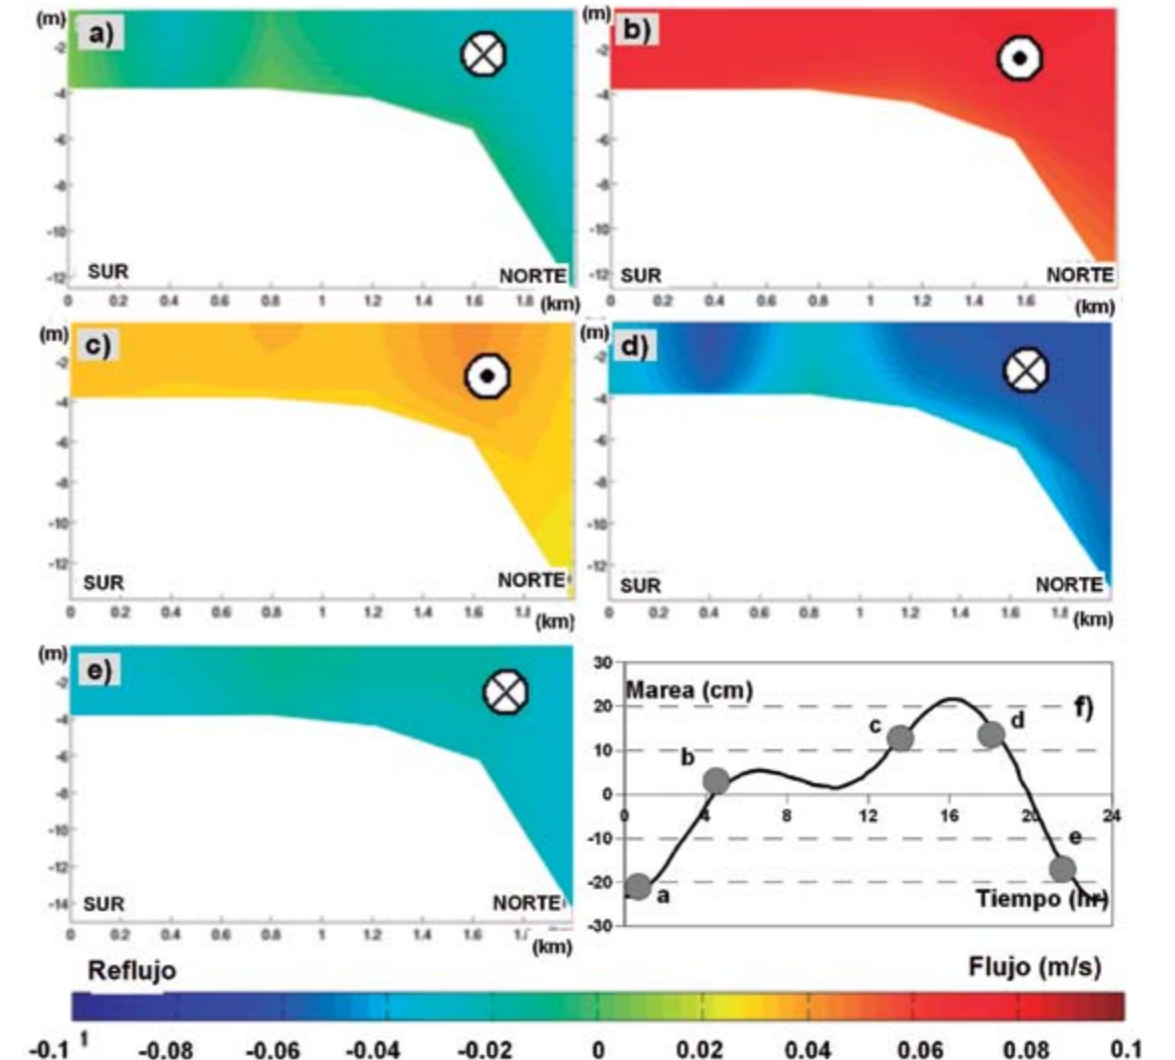 (m) a)
-2
-4
-6
-8
-10
-12
SUR NORTE
0 0.2 0.4 0.6 0.8 1 1.2 1.4 1.6 1.8 (km)
(m) b)
-2
-4
-6
-8
-10
-12
SUR NORTE
0 0.2 0.4 0.6 0.8 1 1.2 1.4 1.6 (km)
(m) c)
-2
-4
-6
-8
-10
-12
SUR NORTE
0 0.2 0.4 0.6 0.8 1 1.2 1.4 1.6 1.8 (km)
(m) d)
-2
-4
-6
-8
-10
-12
SUR NORTE
0 0.2 0.4 0.6 0.8 1 1.2 1.4 1.6 1.8 (km)
(m) e)
-2
-4
-6
-8
-10
-12
-14
SUR NORTE
0 0.2 0.4 0.6 0.8 1 1.2 1.4 1.6 (km)
30
Marea (cm) f)
20
c d
10
b
0
0 4 8 12 16 20 24
-10
e
-20
a Tiempo (hr)
-30
Reflujo Flujo (m/s)
-0.1 1 -0.08 -0.06 -0.04 -0.02 0 0.02 0.04 0.06 0.08 0.1